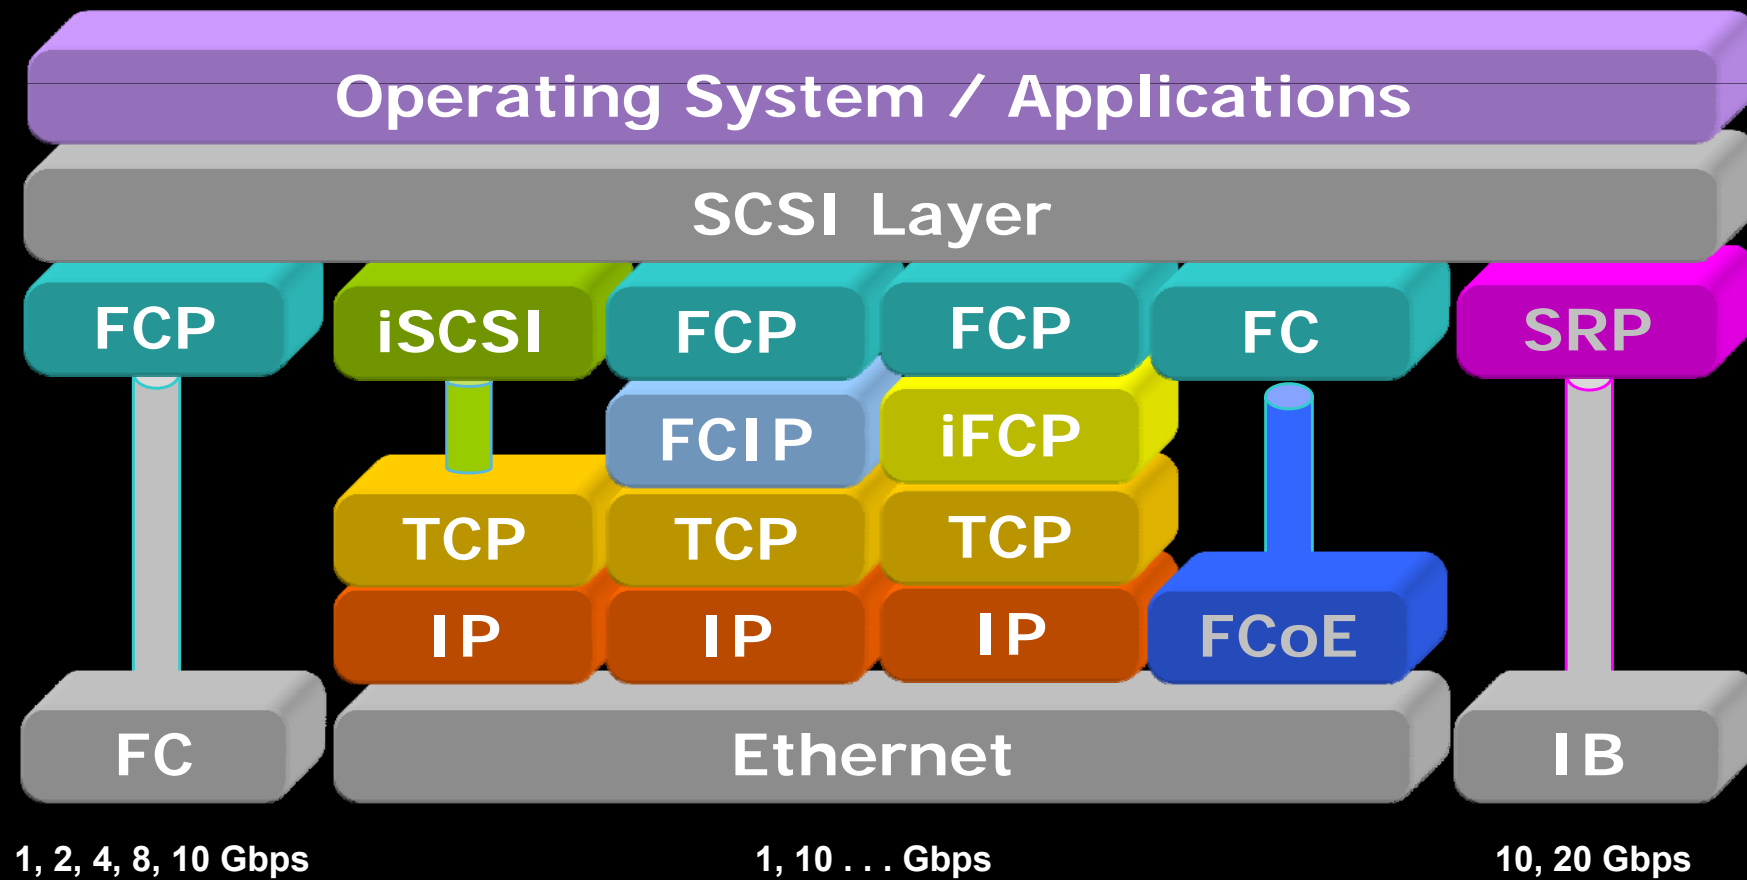 Operating System / Applications
SCSI Layer
FCP iSCSI FCP FCP FC SRP
FCIP iFCP
TCP TCP TCP
IP IP IP FCoE
FC Ethernet IB
1, 2, 4, 8, 10 Gbps 1, 10 . . . Gbps 10, 20 Gbps